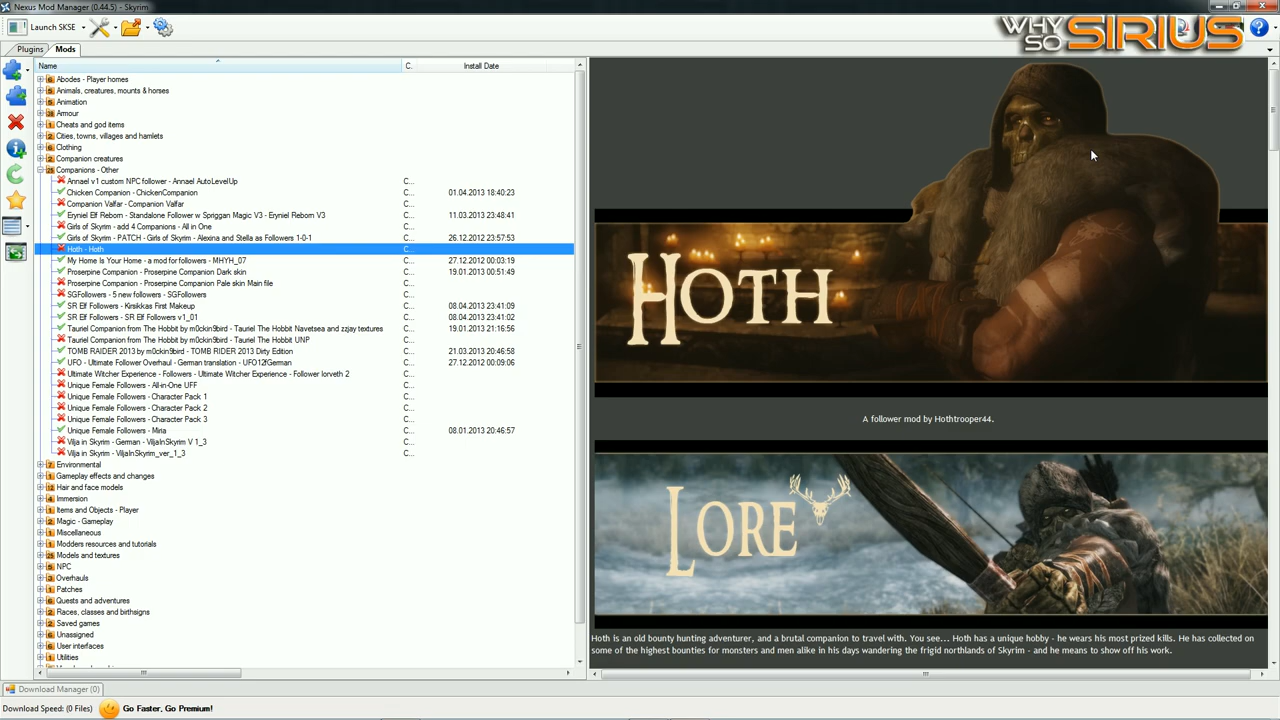 Nexus Mod Manager (0.44.5) - Skyrim
Launch SKSE
WHY SO SIRIUS
Plugins Mods
Name C. Install Date
Abodes - Player homes
Animals, creatures, mounts & horses
Animation
Armour
Cheats and god items
Cities, towns, villages and hamlets
Clothing
Companion creatures
Companions - Other
Annael v1 custom NPC follower - Annael AutoLevelUp C...
Chicken Companion - ChickenCompanion C... 01.04.2013 18:40:23
Companion Valfar - Companion Valfar C...
Eryniel Elf Reborn - Standalone Follower w Spriggan Magic V3 - Eryniel Reborn V3 C... 11.03.2013 23:48:41
Girls of Skyrim - add 4 Companions - All in One C...
Girls of Skyrim - PATCH - Girls of Skyrim - Alexina and Stella as Followers 1-0-1 C... 26.12.2012 23:57:53
Hoth - Hoth C...
My Home Is Your Home - a mod for followers - MHYH_07 C... 27.12.2012 00:03:19
Proserpine Companion - Proserpine Companion Dark skin C... 19.01.2013 00:51:49
Proserpine Companion - Proserpine Companion Pale skin Main file C...
SGFollowers - 5 new followers - SGFollowers C...
SR Elf Followers - Kirsikkas First Makeup C... 08.04.2013 23:41:09
SR Elf Followers - SR Elf Followers v1_01 C... 08.04.2013 23:41:02
Tauriel Companion from The Hobbit by m0ckin9bird - Tauriel The Hobbit Navetsea and zzjay textures C... 19.01.2013 21:16:56
Tauriel Companion from The Hobbit by m0ckin9bird - Tauriel The Hobbit UNP C...
TOMB RAIDER 2013 by m0ckin9bird - TOMB RIDER 2013 Dirty Edition C... 21.03.2013 20:46:58
UFO - Ultimate Follower Overhaul - German translation - UFO12fGerman C... 27.12.2012 00:09:06
Ultimate Witcher Experience - Followers - Ultimate Witcher Experience - Follower Iorveth 2 C...
Unique Female Followers - All-in-One UFF C...
Unique Female Followers - Character Pack 1 C...
Unique Female Followers - Character Pack 2 C...
Unique Female Followers - Character Pack 3 C...
Unique Female Followers - Miria C... 08.01.2013 20:46:57
Vilja in Skyrim - German - ViljaInSkyrim V 1_3 C...
Vilja in Skyrim - ViljaInSkyrim_ver_1_3 C...
Environmental
Gameplay effects and changes
Hair and face models
Immersion
Items and Objects - Player
Magic - Gameplay
Miscellaneous
Modders resources and tutorials
Models and textures
NPC
Overhauls
Patches
Quests and adventures
Races, classes and birthsigns
Saved games
Unassigned
User interfaces
Utilities
HOTH
A follower mod by Hothtrooper44.
LORE
Hoth is an old bounty hunting adventurer, and a brutal companion to travel with. You see... Hoth has a unique hobby - he wears his most prized kills. He has collected on
some of the highest bounties for monsters and men alike in his days wandering the frigid northlands of Skyrim - and he means to show off his work.
Download Manager (0)
Download Speed: (0 Files) Go Faster, Go Premium!